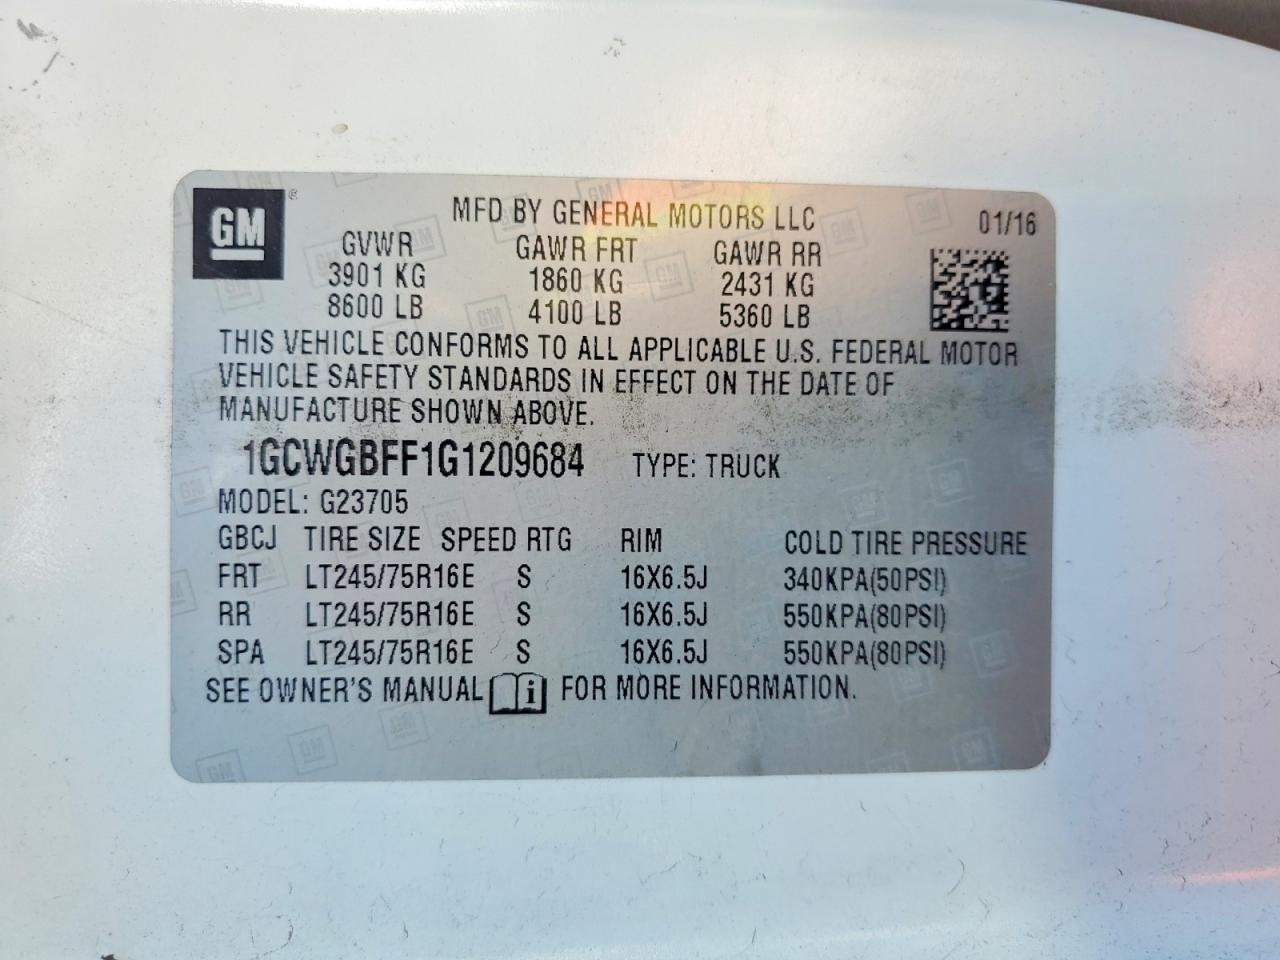 GM
MFD BY GENERAL MOTORS LLC 01/16
GVWR GAWR FRT GAWR RR
3901 KG 1860 KG 2431 KG
8600 LB 4100 LB 5360 LB
THIS VEHICLE CONFORMS TO ALL APPLICABLE U.S. FEDERAL MOTOR
VEHICLE SAFETY STANDARDS IN EFFECT ON THE DATE OF
MANUFACTURE SHOWN ABOVE.
1GCWGBFF1G1209684 TYPE: TRUCK
MODEL: G23705
GBCJ TIRE SIZE SPEED RTG RIM COLD TIRE PRESSURE
FRT LT245/75R16E S 16X6.5J 340KPA(50PSI)
RR LT245/75R16E S 16X6.5J 550KPA(80PSI)
SPA LT245/75R16E S 16X6.5J 550KPA(80PSI)
SEE OWNER'S MANUAL i FOR MORE INFORMATION.